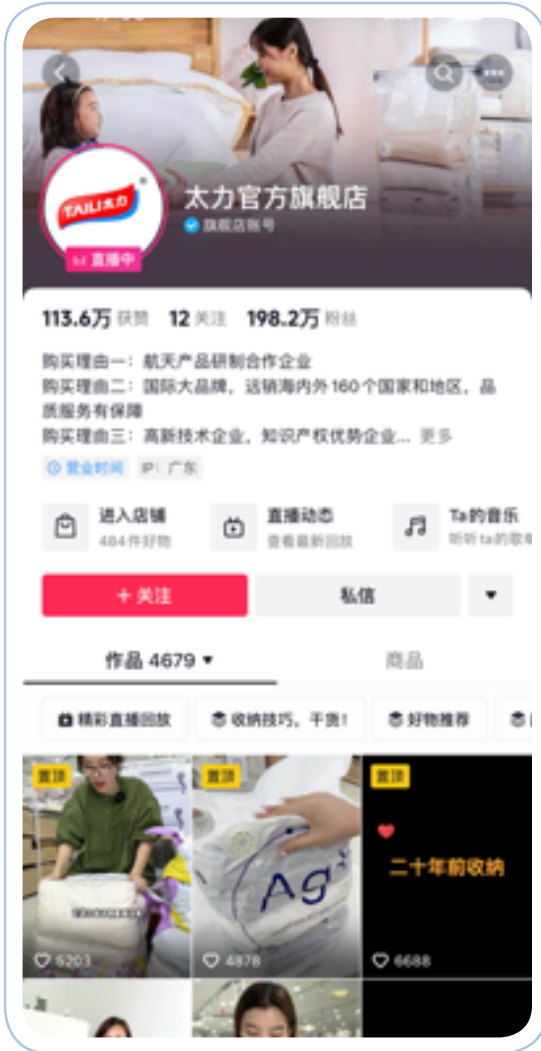 TAILI太力
®
直播中
太力官方旗舰店
旗舰店账号
113.6万 获赞 12 关注 198.2万 粉丝
购买理由一：航天产品研制合作企业
购买理由二：国际大品牌，远销海内外160个国家和地区，品
质服务有保障
购买理由三：高新技术企业，知识产权优势企业... 更多
营业时间 IP：广东
进入店铺 直播动态 Ta的音乐
484件好物 查看最新回放 听听ta的歌单
+ 关注 私信
作品 4679 商品
精彩直播回放 收纳技巧，干货！ 好物推荐
置顶 置顶 置顶
二十年前收纳
Ag
5203 4878 6688